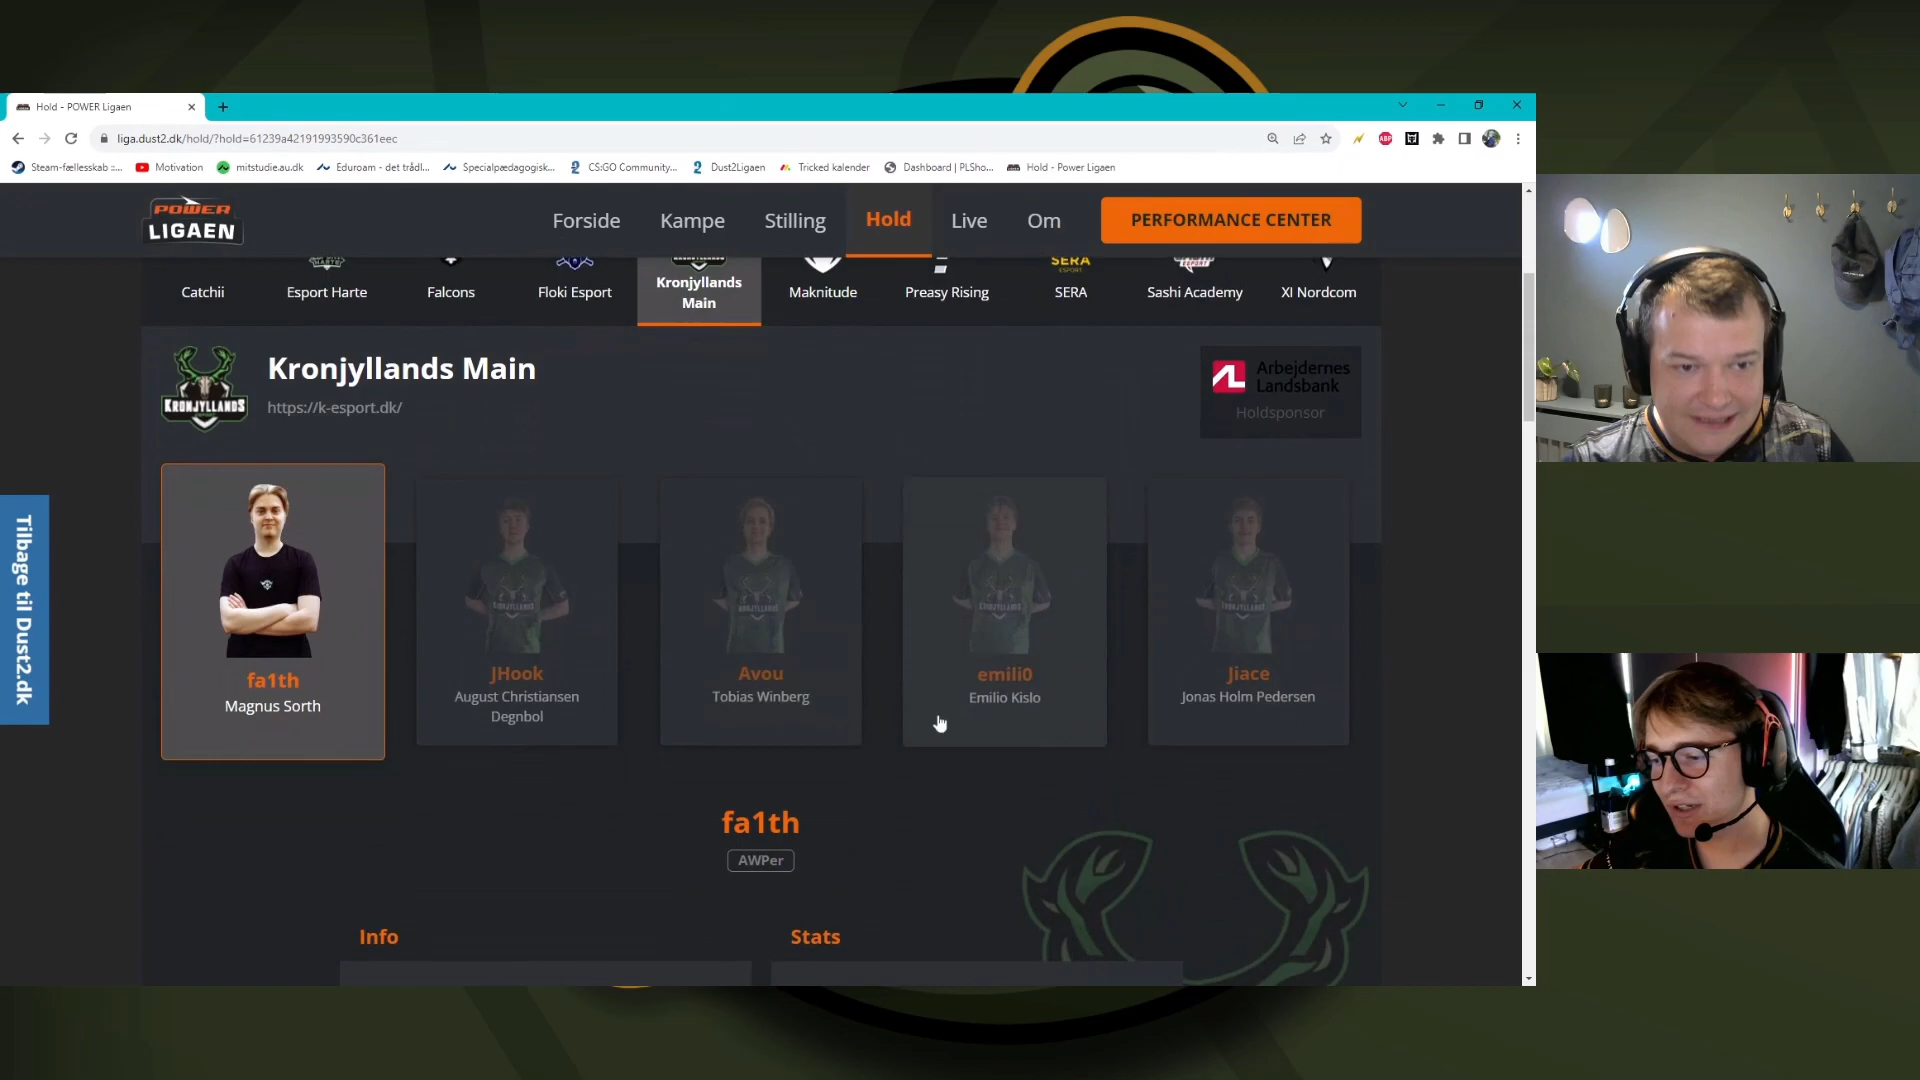 Hold - POWER Ligaen
liga.dust2.dk/hold/?hold=61239a42191993590c361eec
ABP
Steam-fællesskab ::...
Motivation
mitstudie.au.dk
Eduroam - det trådl...
Specialpædagogisk...
CS:GO Community...
Dust2Ligaen
Tricked kalender
Dashboard | PLSho...
Hold - Power Ligaen
POWER
LIGAEN
Forside
Kampe
Stilling
Hold
Live
Om
PERFORMANCE CENTER
Catchii
Esport Harte
Falcons
Floki Esport
Kronjyllands
Main
Maknitude
Preasy Rising
SERA
ESPORT
SERA
Sashi Academy
XI Nordcom
KRONJYLLANDS
Kronjyllands Main
https://k-esport.dk/
Arbejdernes
Landsbank
Holdsponsor
fa1th
Magnus Sorth
JHook
August Christiansen
Degnbol
Avou
Tobias Winberg
emili0
Emilio Kislo
Jiace
Jonas Holm Pedersen
Tilbage til Dust2.dk
fa1th
AWPer
Info
Stats